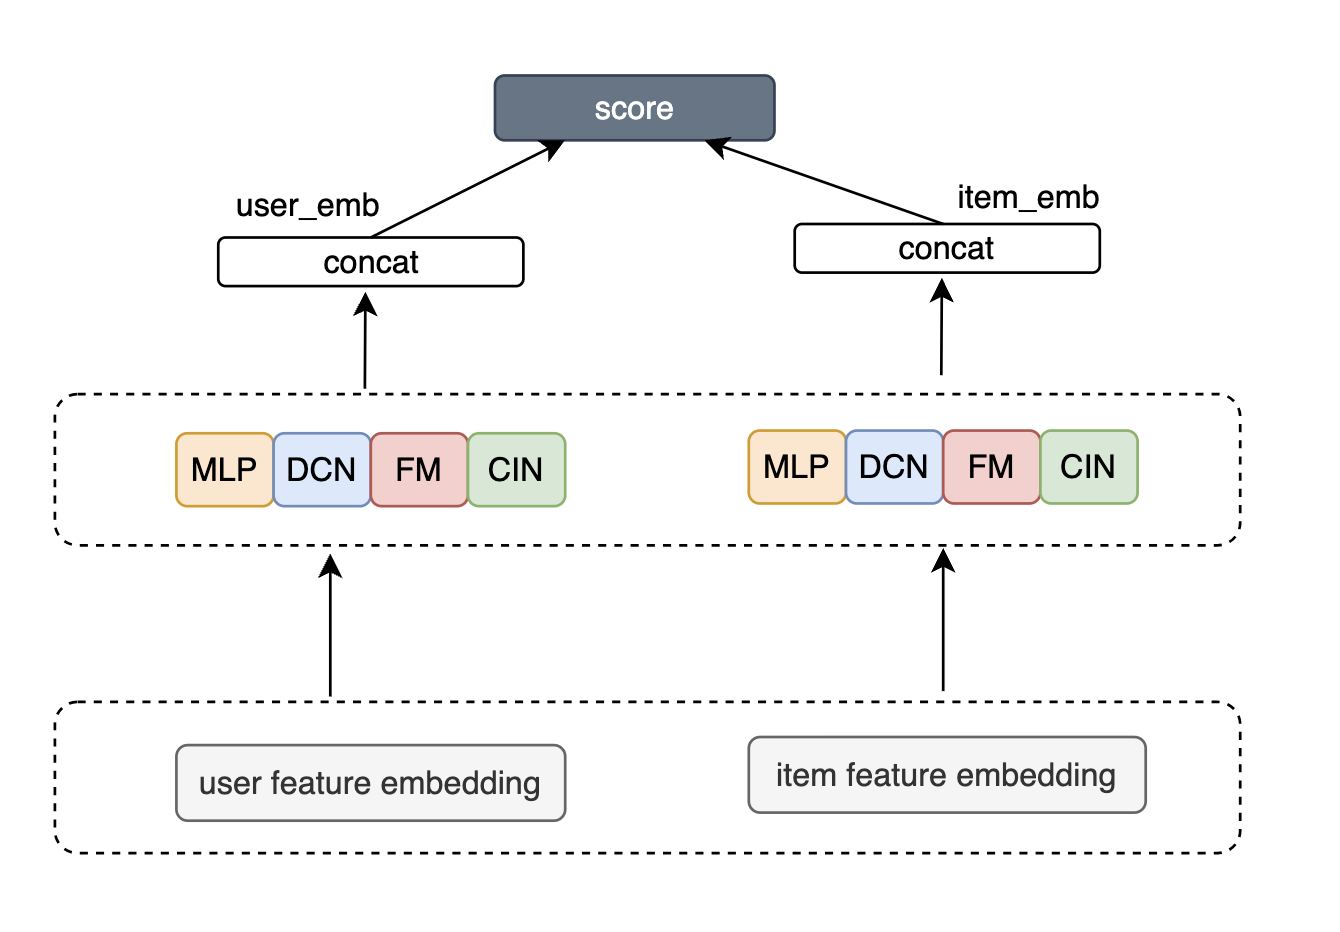 score
user_emb
item_emb
concat
concat
MLP DCN FM CIN
MLP DCN FM CIN
user feature embedding
item feature embedding